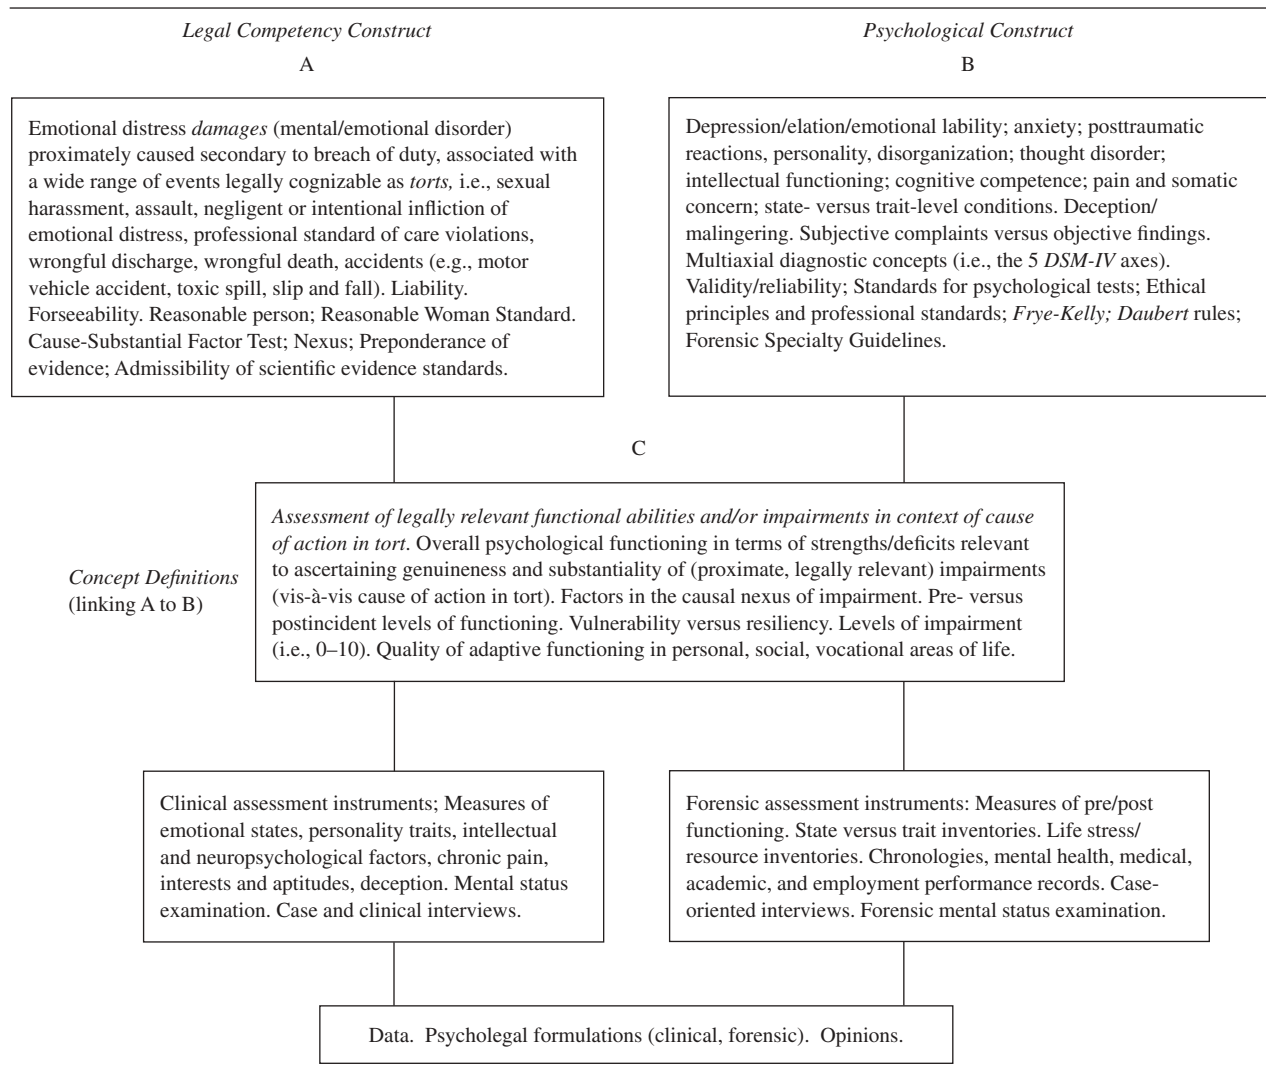 Legal Competency Construct
A
Psychological Construct
B
Emotional distress damages (mental/emotional disorder)
proximately caused secondary to breach of duty, associated with
a wide range of events legally cognizable as torts, i.e., sexual
harassment, assault, negligent or intentional infliction of
emotional distress, professional standard of care violations,
wrongful discharge, wrongful death, accidents (e.g., motor
vehicle accident, toxic spill, slip and fall). Liability.
Forseeability. Reasonable person; Reasonable Woman Standard.
Cause-Substantial Factor Test; Nexus; Preponderance of
evidence; Admissibility of scientific evidence standards.
Depression/elation/emotional lability; anxiety; posttraumatic
reactions, personality, disorganization; thought disorder;
intellectual functioning; cognitive competence; pain and somatic
concern; state- versus trait-level conditions. Deception/
malingering. Subjective complaints versus objective findings.
Multiaxial diagnostic concepts (i.e., the 5 DSM-IV axes).
Validity/reliability; Standards for psychological tests; Ethical
principles and professional standards; Frye-Kelly; Daubert rules;
Forensic Specialty Guidelines.
C
Concept Definitions
(linking A to B)
Assessment of legally relevant functional abilities and/or impairments in context of cause
of action in tort. Overall psychological functioning in terms of strengths/deficits relevant
to ascertaining genuineness and substantiality of (proximate, legally relevant) impairments
(vis-à-vis cause of action in tort). Factors in the causal nexus of impairment. Pre- versus
postincident levels of functioning. Vulnerability versus resiliency. Levels of impairment
(i.e., 0–10). Quality of adaptive functioning in personal, social, vocational areas of life.
Clinical assessment instruments; Measures of
emotional states, personality traits, intellectual
and neuropsychological factors, chronic pain,
interests and aptitudes, deception. Mental status
examination. Case and clinical interviews.
Forensic assessment instruments: Measures of pre/post
functioning. State versus trait inventories. Life stress/
resource inventories. Chronologies, mental health, medical,
academic, and employment performance records. Case-
oriented interviews. Forensic mental status examination.
Data. Psycholegal formulations (clinical, forensic). Opinions.